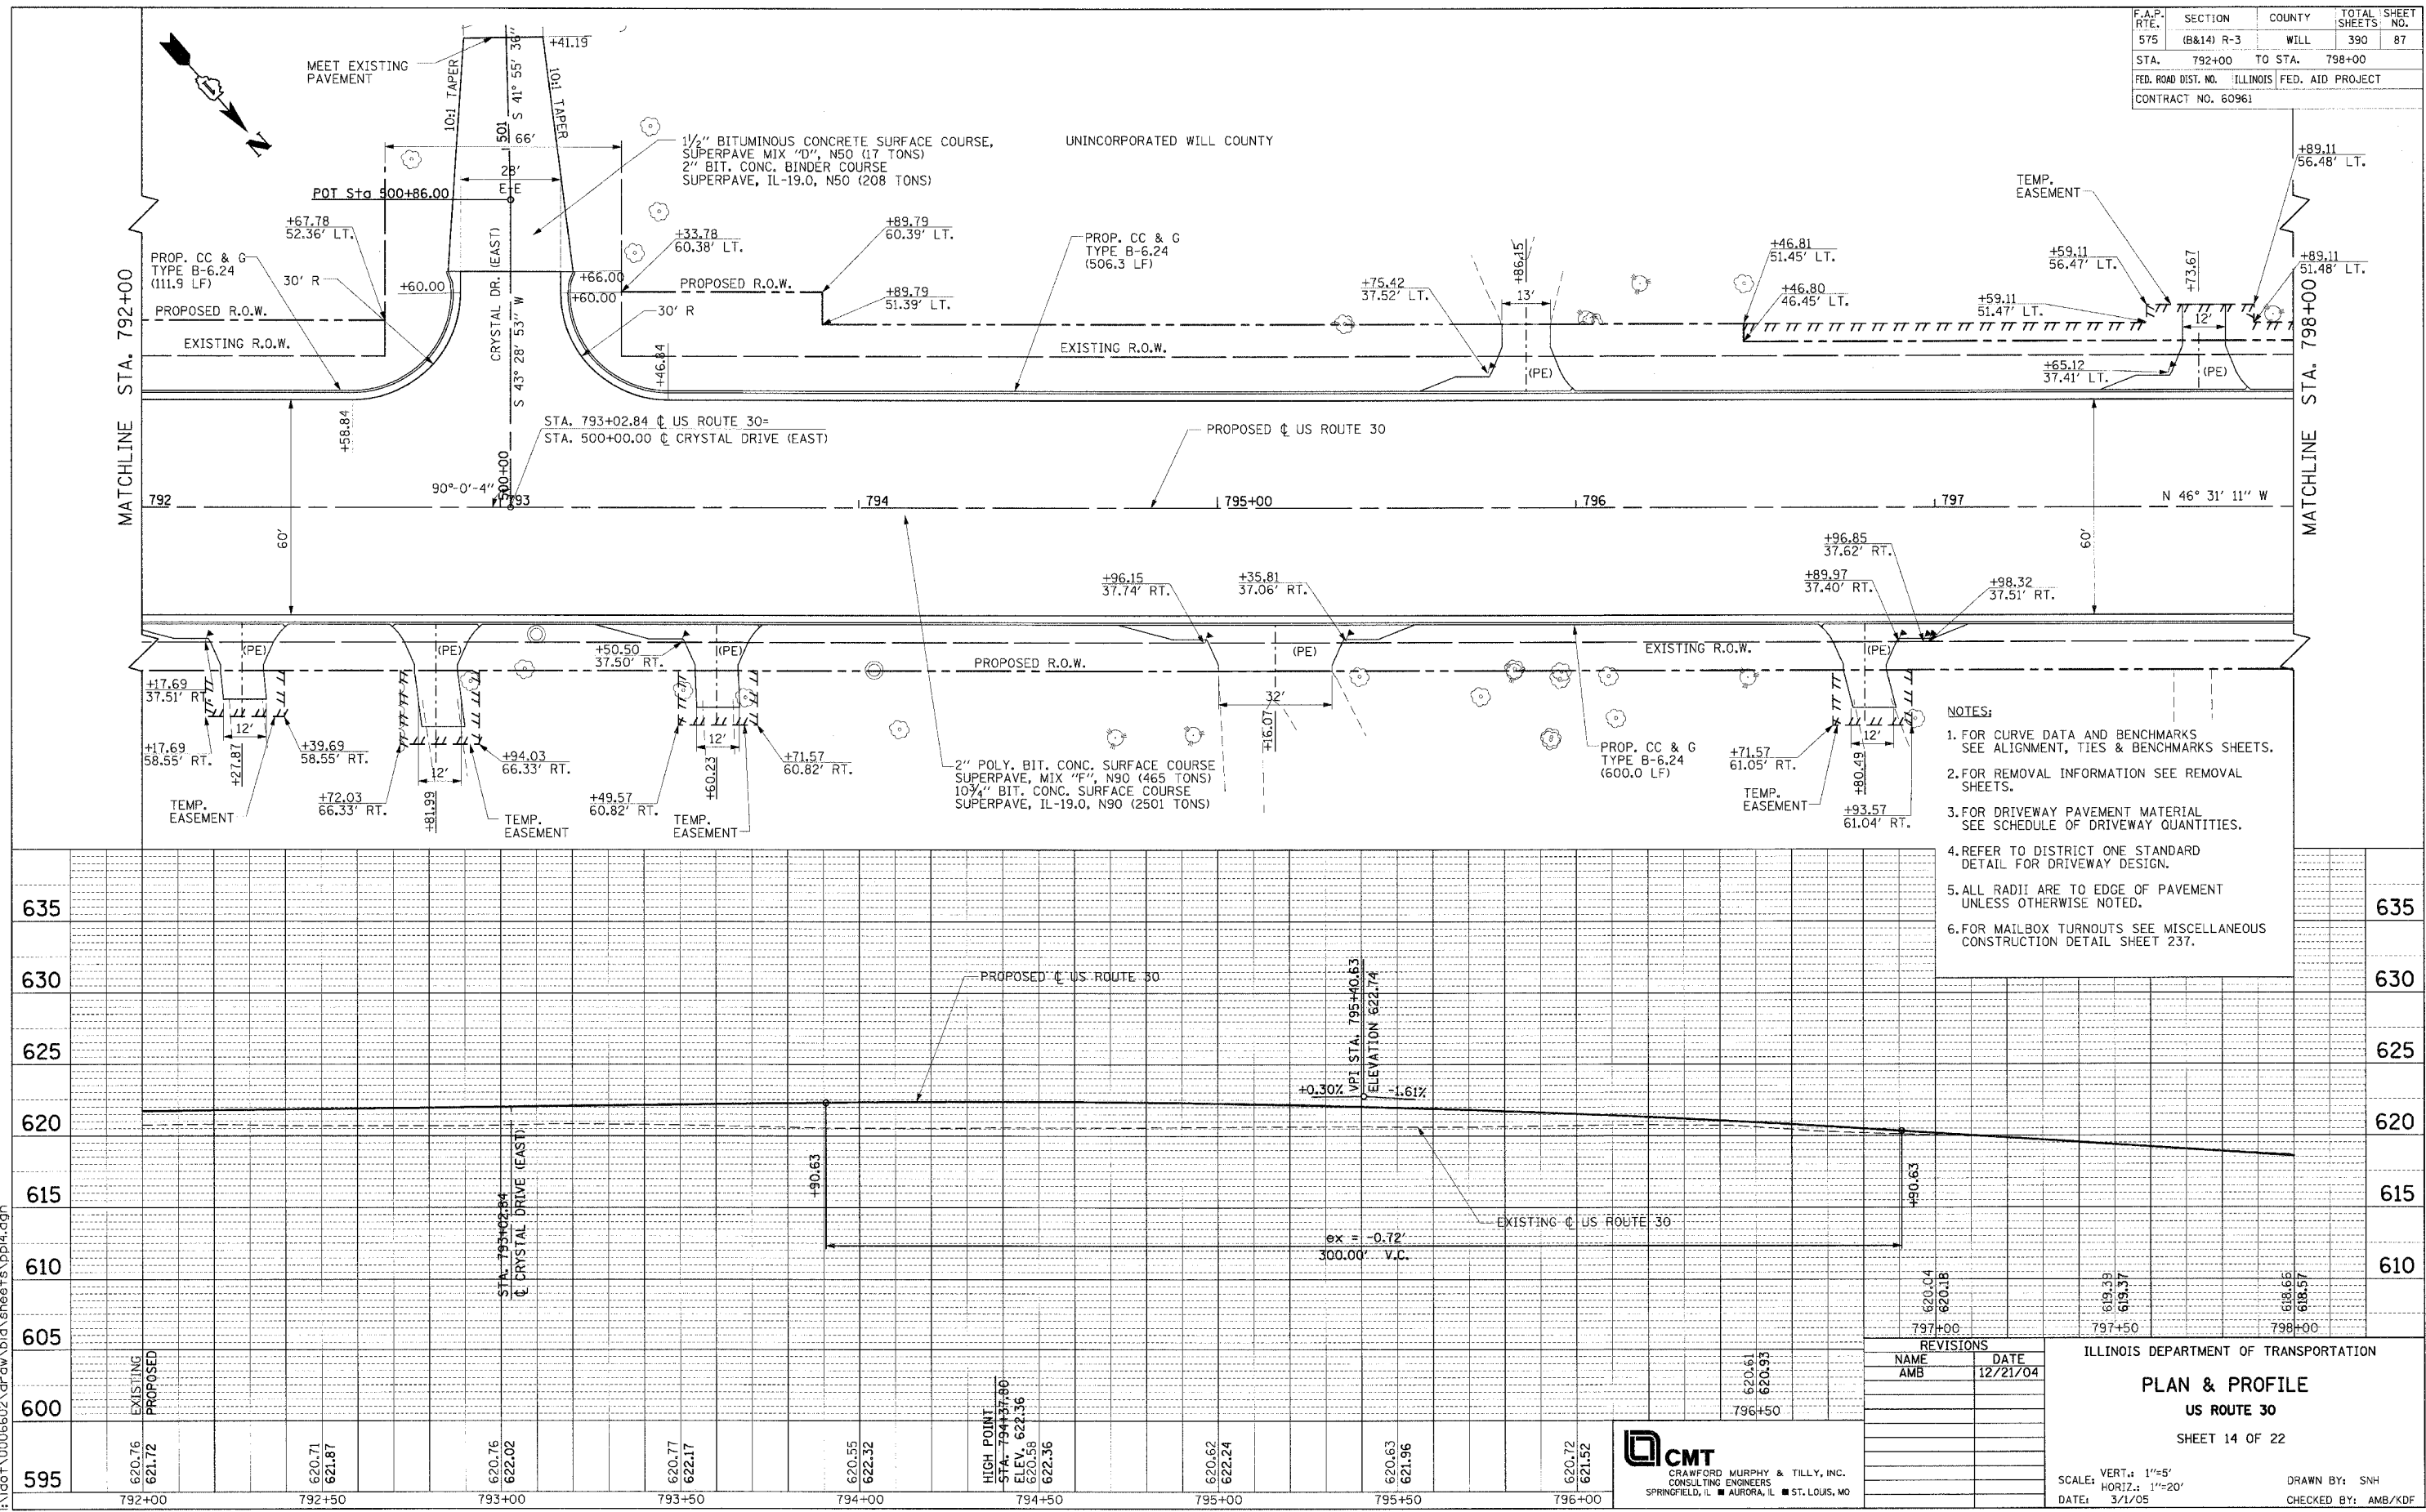 F.A.P. RTE.
SECTION
COUNTY
TOTAL SHEETS
SHEET NO.
575
(B&14) R-3
WILL
390
87
STA. 792+00 TO STA. 798+00
FED. ROAD DIST. NO.
ILLINOIS
FED. AID PROJECT
CONTRACT NO. 60961
N
MEET EXISTING
PAVEMENT
+41.19
10:1 TAPER
10:1 TAPER
S 41° 55' 36"
501
66'
28'
E-E
POT Sta 500+86.00
1½" BITUMINOUS CONCRETE SURFACE COURSE,
SUPERPAVE MIX "D", N50 (17 TONS)
2" BIT. CONC. BINDER COURSE
SUPERPAVE, IL-19.0, N50 (208 TONS)
UNINCORPORATED WILL COUNTY
+67.78
52.36' LT.
PROP. CC & G
TYPE B-6.24
(111.9 LF)
30' R
PROPOSED R.O.W.
EXISTING R.O.W.
+60.00
CRYSTAL DR. (EAST)
S 43° 28' 53" W
+66.00
+60.00
+33.78
60.38' LT.
PROPOSED R.O.W.
30' R
+46.84
+89.79
60.39' LT.
+89.79
51.39' LT.
PROP. CC & G
TYPE B-6.24
(506.3 LF)
EXISTING R.O.W.
+75.42
37.52' LT.
+86.15
13'
(PE)
+46.81
51.45' LT.
+46.80
46.45' LT.
TEMP.
EASEMENT
+59.11
56.47' LT.
+59.11
51.47' LT.
+73.67
12'
+89.11
56.48' LT.
+89.11
51.48' LT.
+65.12
37.41' LT.
(PE)
MATCHLINE STA. 792+00
MATCHLINE STA. 798+00
+58.84
60'
STA. 793+02.84 ℄ US ROUTE 30=
STA. 500+00.00 ℄ CRYSTAL DRIVE (EAST)
500+00
90°-0'-4"
PROPOSED ℄ US ROUTE 30
792
793
794
795+00
796
797
N 46° 31' 11" W
60'
+96.15
37.74' RT.
+35.81
37.06' RT.
+96.85
37.62' RT.
+89.97
37.40' RT.
+98.32
37.51' RT.
(PE)
(PE)
+50.50
37.50' RT.
(PE)
PROPOSED R.O.W.
(PE)
EXISTING R.O.W.
(PE)
+17.69
37.51' RT.
12'
+17.69
58.55' RT.
+27.87
+39.69
58.55' RT.
TEMP.
EASEMENT
+72.03
66.33' RT.
12'
+81.99
+94.03
66.33' RT.
TEMP.
EASEMENT
+49.57
60.82' RT.
12'
+60.23
TEMP.
EASEMENT
+71.57
60.82' RT.
32'
+16.07
2" POLY. BIT. CONC. SURFACE COURSE
SUPERPAVE, MIX "F", N90 (465 TONS)
10¾" BIT. CONC. SURFACE COURSE
SUPERPAVE, IL-19.0, N90 (2501 TONS)
PROP. CC & G
TYPE B-6.24
(600.0 LF)
+71.57
61.05' RT.
TEMP.
EASEMENT
12'
+80.49
+93.57
61.04' RT.
NOTES:
1. FOR CURVE DATA AND BENCHMARKS
SEE ALIGNMENT, TIES & BENCHMARKS SHEETS.
2. FOR REMOVAL INFORMATION SEE REMOVAL
SHEETS.
3. FOR DRIVEWAY PAVEMENT MATERIAL
SEE SCHEDULE OF DRIVEWAY QUANTITIES.
4. REFER TO DISTRICT ONE STANDARD
DETAIL FOR DRIVEWAY DESIGN.
5. ALL RADII ARE TO EDGE OF PAVEMENT
UNLESS OTHERWISE NOTED.
6. FOR MAILBOX TURNOUTS SEE MISCELLANEOUS
CONSTRUCTION DETAIL SHEET 237.
635
630
625
620
615
610
605
600
595
635
630
625
620
615
610
PROPOSED ℄ US ROUTE 30
VPI STA. 795+40.63
ELEVATION 622.74
+0.30%
-1.61%
STA. 793+02.84
℄ CRYSTAL DRIVE (EAST)
+90.63
+90.63
EXISTING ℄ US ROUTE 30
ex = -0.72'
300.00' V.C.
EXISTING
PROPOSED
620.76
621.72
620.71
621.87
620.76
622.02
620.77
622.17
620.55
622.32
HIGH POINT
STA. 794+37.80
ELEV. 622.36
620.58
622.36
620.62
622.24
620.63
621.96
620.72
621.52
620.61
620.93
620.04
620.18
619.39
619.37
618.66
618.57
792+00
792+50
793+00
793+50
794+00
794+50
795+00
795+50
796+00
796+50
797+00
797+50
798+00
CMT
CRAWFORD MURPHY & TILLY, INC.
CONSULTING ENGINEERS
SPRINGFIELD, IL ■ AURORA, IL ■ ST. LOUIS, MO
REVISIONS
NAME
DATE
AMB
12/21/04
ILLINOIS DEPARTMENT OF TRANSPORTATION
PLAN & PROFILE
US ROUTE 30
SHEET 14 OF 22
SCALE: VERT.: 1"=5'
HORIZ.: 1"=20'
DATE: 3/1/05
DRAWN BY: SNH
CHECKED BY: AMB/KDF